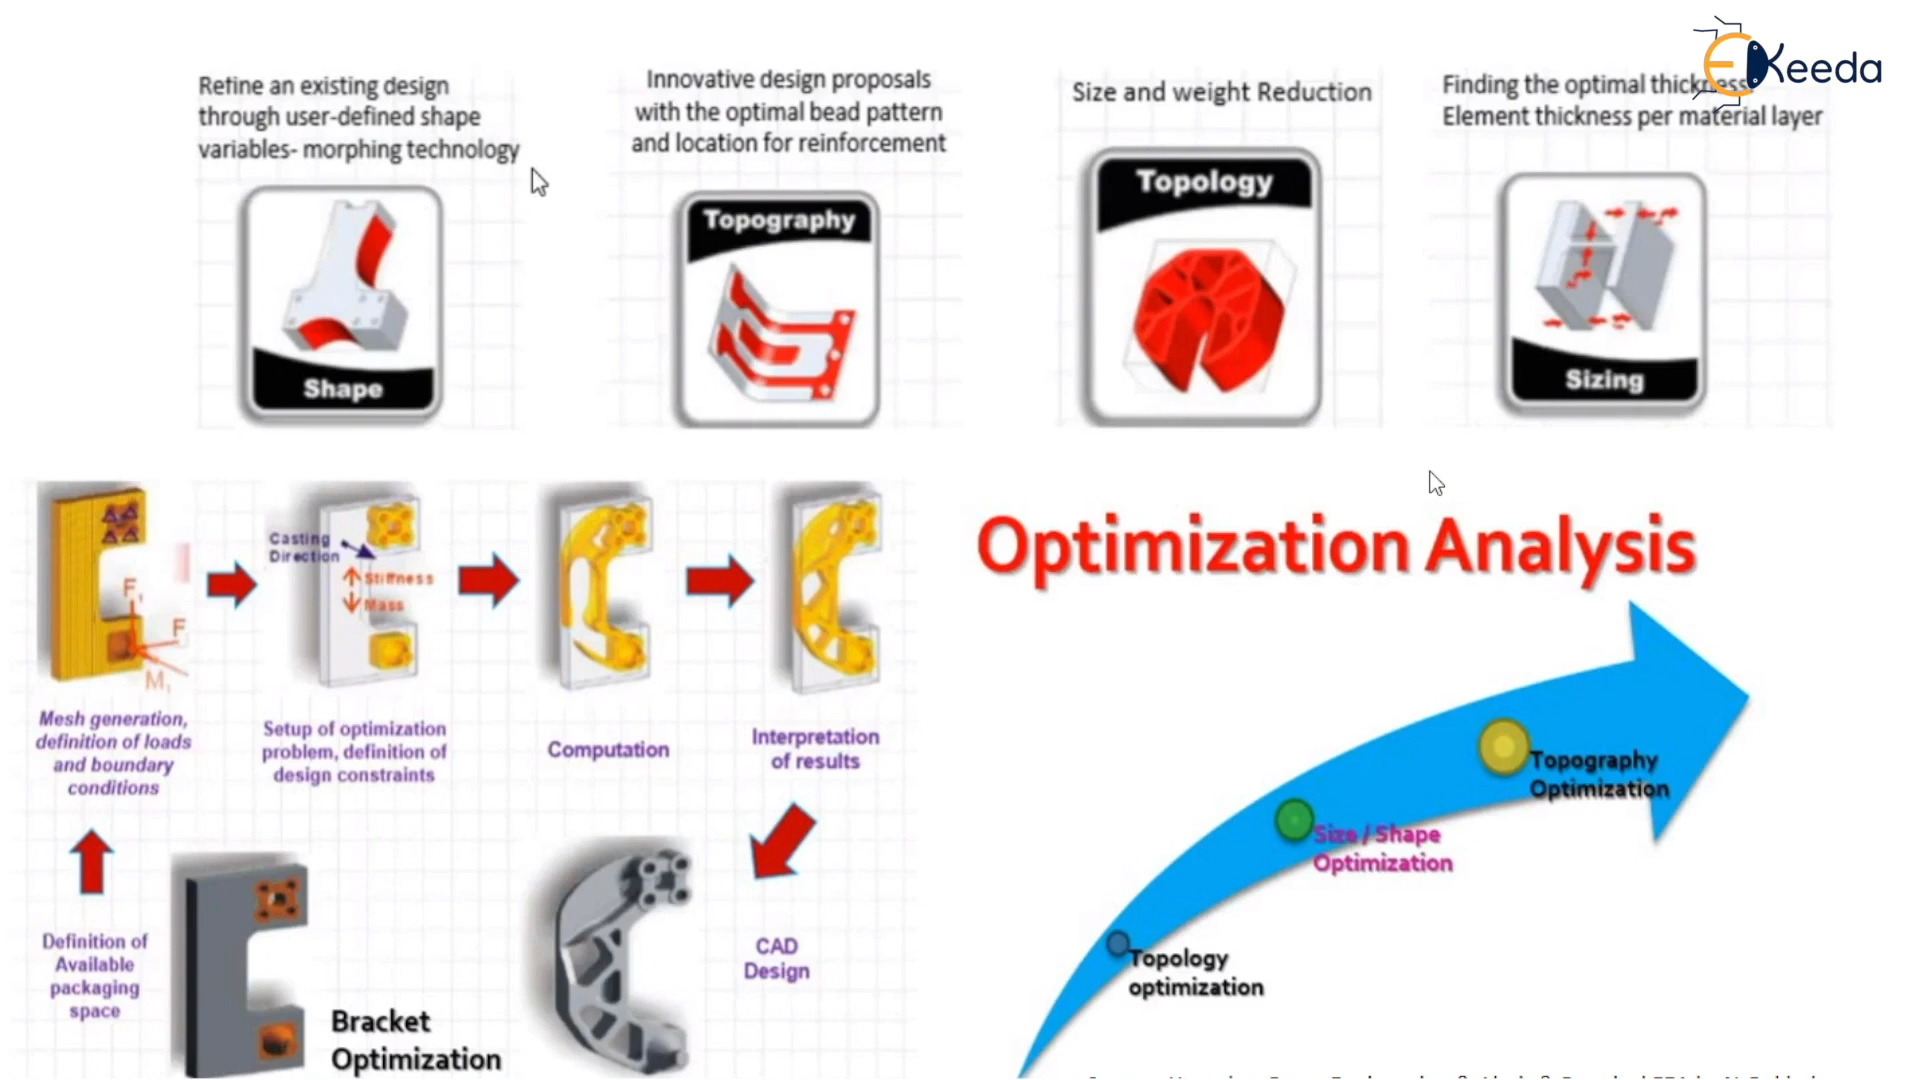 EKeeda
Refine an existing design
through user-defined shape
variables- morphing technology
Shape
Innovative design proposals
with the optimal bead pattern
and location for reinforcement
Topography
Size and weight Reduction
Topology
Finding the optimal thickness
Element thickness per material layer
Sizing
F
F
M
Mesh generation,
definition of loads
and boundary
conditions
Casting
Direction
Stiffness
Mass
Setup of optimization
problem, definition of
design constraints
Computation
Interpretation
of results
Definition of
Available
packaging
space
Bracket
Optimization
CAD
Design
Optimization Analysis
Topography
Optimization
Size / Shape
Optimization
Topology
optimization